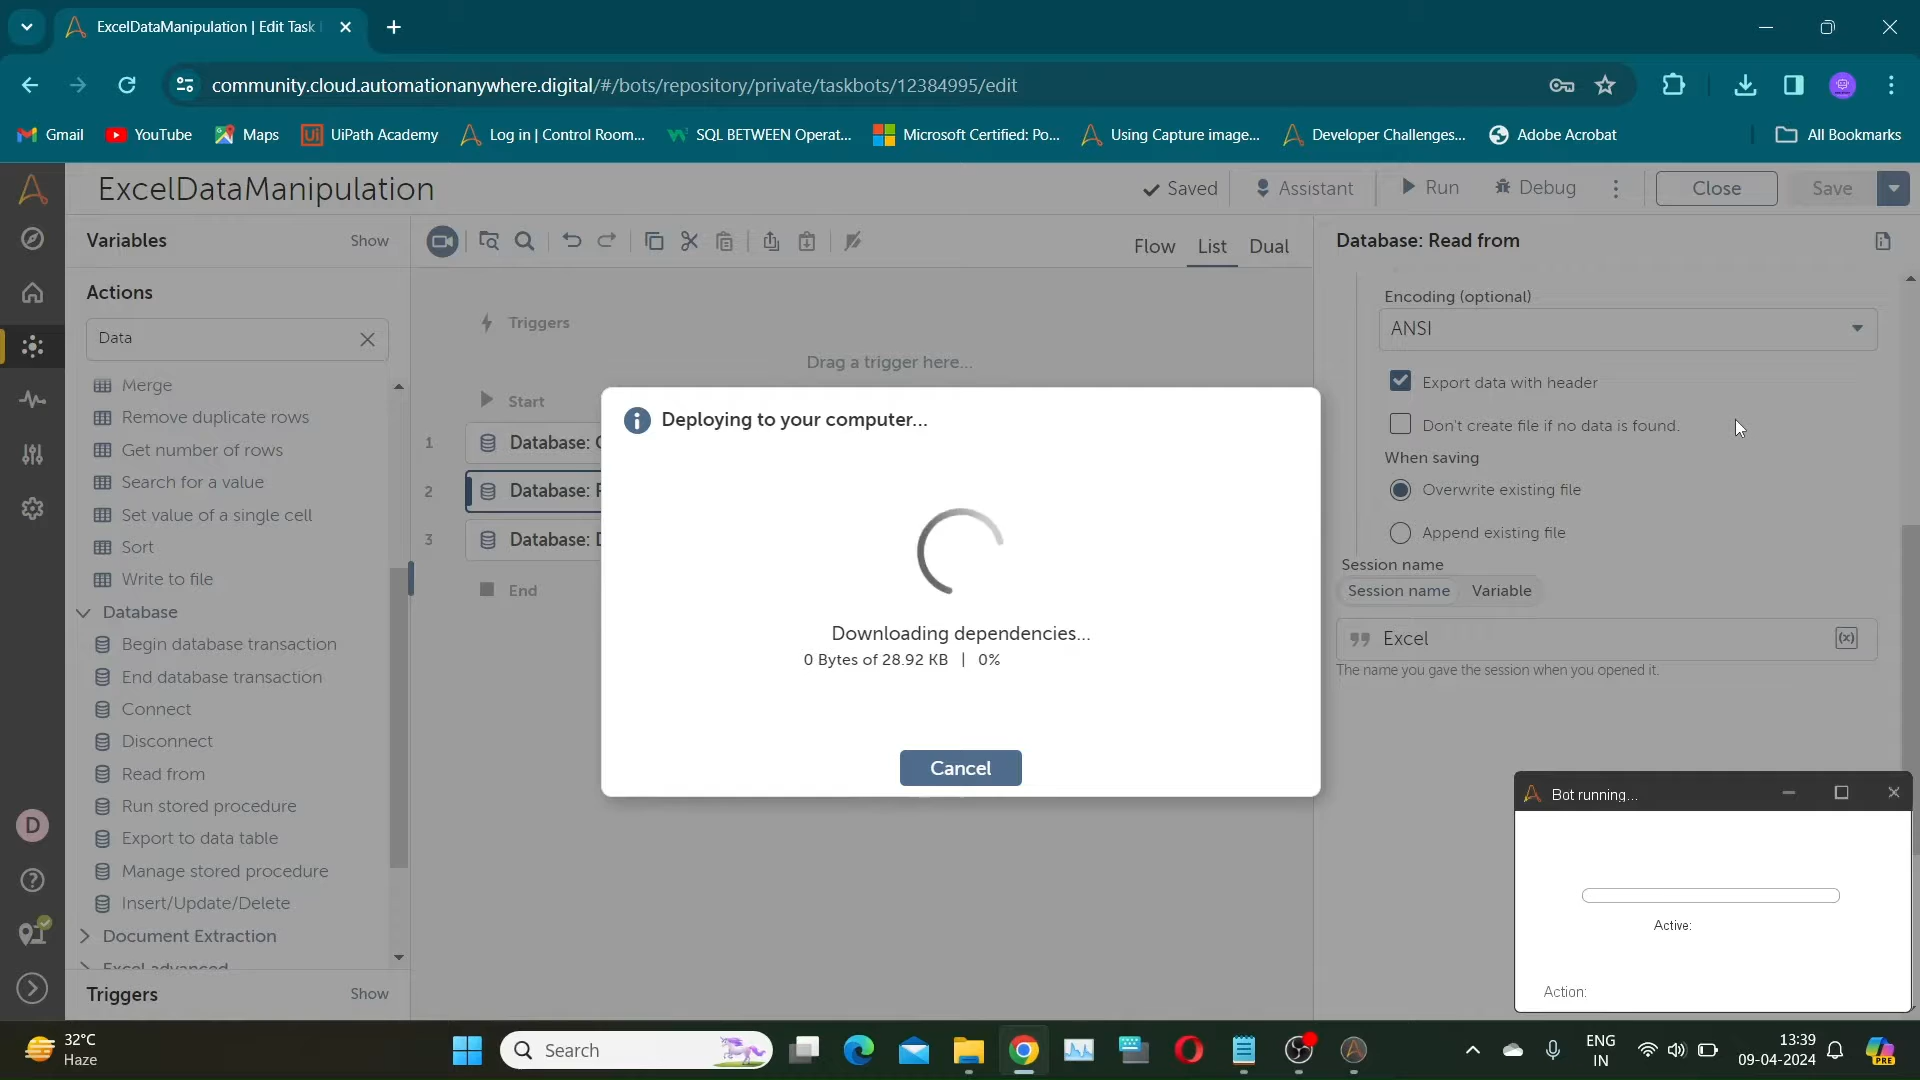 ExcelDataManipulation | Edit Task
community.cloud.automationanywhere.digital/#/bots/repository/private/taskbots/12384995/edit
Gmail
YouTube
Maps
UiPath Academy
Log in | Control Room...
SQL BETWEEN Operat...
Microsoft Certified: Po...
Using Capture image...
Developer Challenges...
Adobe Acrobat
All Bookmarks
ExcelDataManipulation
Saved
Assistant
Run
Debug
Close
Save
Variables
Show
Flow
List
Dual
Database: Read from
Actions
Data
Merge
Remove duplicate rows
Get number of rows
Search for a value
Set value of a single cell
Sort
Write to file
Database
Begin database transaction
End database transaction
Connect
Disconnect
Read from
Run stored procedure
Export to data table
Manage stored procedure
Insert/Update/Delete
Document Extraction
Excel advanced
Triggers
Show
D
Triggers
Drag a trigger here...
Start
1
Database:
2
Database:
3
Database:
End
Deploying to your computer...
Downloading dependencies...
0 Bytes of 28.92 KB | 0%
Cancel
Encoding (optional)
ANSI
Export data with header
Don't create file if no data is found.
When saving
Overwrite existing file
Append existing file
Session name
Session name
Variable
Excel
(x)
The name you gave the session when you opened it.
Bot running...
Active:
Action:
32°C
Haze
Search
ENG
IN
13:39
09-04-2024
PRE